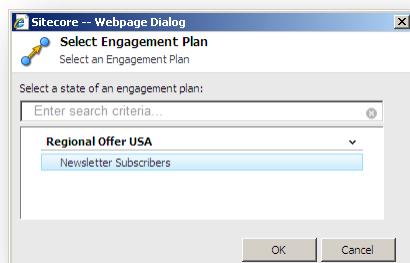 Sitecore -- Webpage Dialog
Select Engagement Plan
Select an Engagement Plan
Select a state of an engagement plan:
Enter search criteria...
Regional Offer USA
Newsletter Subscribers
OK Cancel